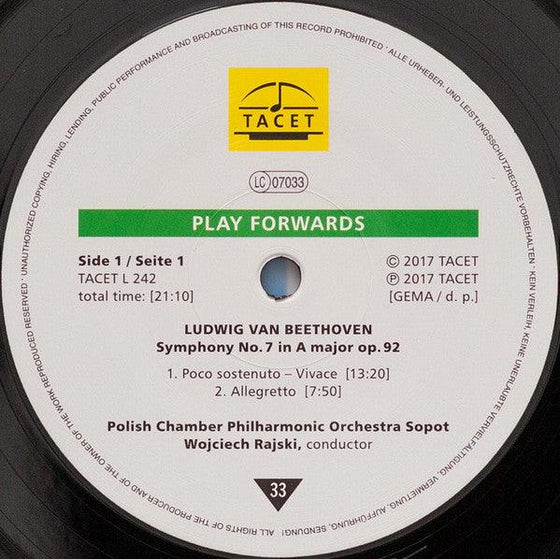 TACET
LC 07033
PLAY FORWARDS
Side 1 / Seite 1
TACET L 242
total time: [21:10]
© 2017 TACET
℗ 2017 TACET
[GEMA / d. p.]
LUDWIG VAN BEETHOVEN
Symphony No. 7 in A major op. 92
1. Poco sostenuto – Vivace [13:20]
2. Allegretto [7:50]
Polish Chamber Philharmonic Orchestra Sopot
Wojciech Rajski, conductor
33
ALL RIGHTS OF THE PRODUCER AND OF THE OWNER OF THE WORK REPRODUCED RESERVED · UNAUTHORIZED COPYING, HIRING, LENDING, PUBLIC PERFORMANCE AND BROADCASTING OF THIS RECORD PROHIBITED · ALLE URHEBER- UND LEISTUNGSSCHUTZRECHTE VORBEHALTEN · KEIN VERLEIH, KEINE UNERLAUBTE VERVIELFÄLTIGUNG, VERMIETUNG, AUFFÜHRUNG, SENDUNG!